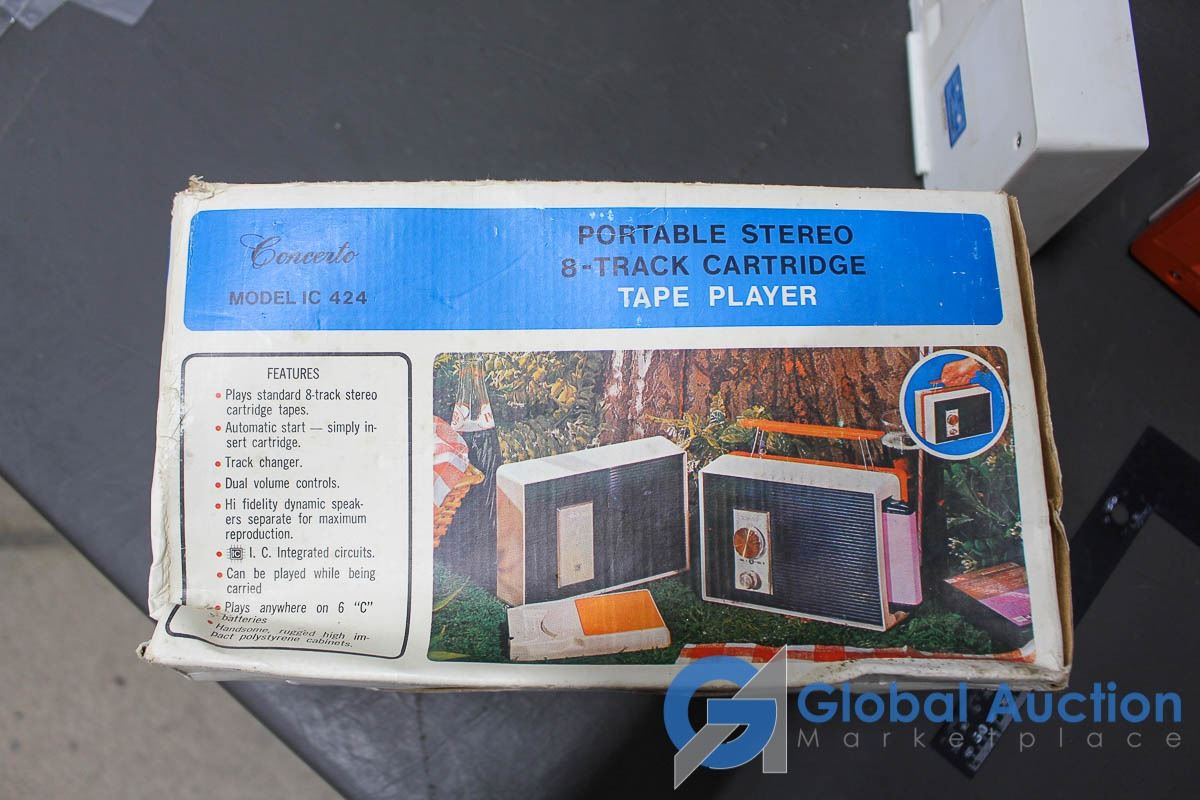 Concerto
MODEL IC 424
PORTABLE STEREO
8-TRACK CARTRIDGE
TAPE PLAYER
FEATURES
• Plays standard 8-track stereo
cartridge tapes.
• Automatic start — simply in-
sert cartridge.
• Track changer.
• Dual volume controls.
• Hi fidelity dynamic speak-
ers separate for maximum
reproduction.
• IC I. C. Integrated circuits.
• Can be played while being
carried
• Plays anywhere on 6 "C"
batteries
• Handsome, rugged high im-
pact polystyrene cabinets.
Global Auction
Marketplace